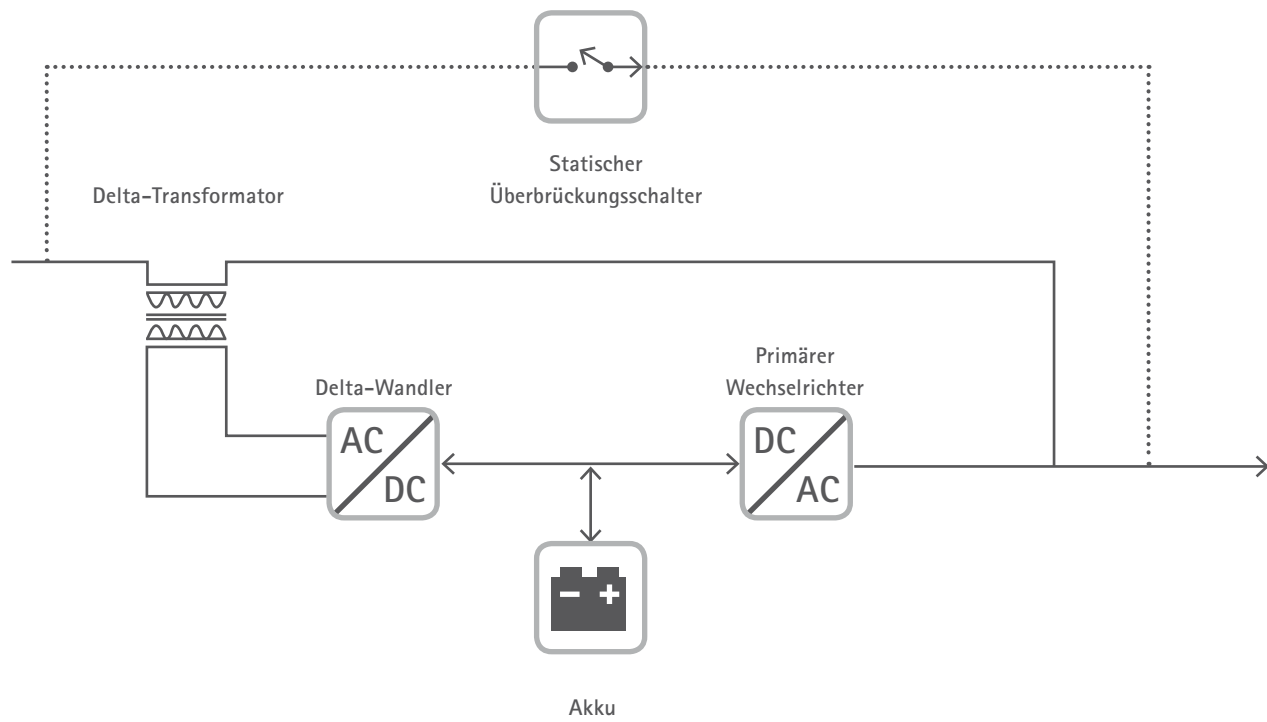 Statischer
Überbrückungsschalter
Delta-Transformator
Delta-Wandler
Primärer
Wechselrichter
AC
DC
DC
AC
Akku